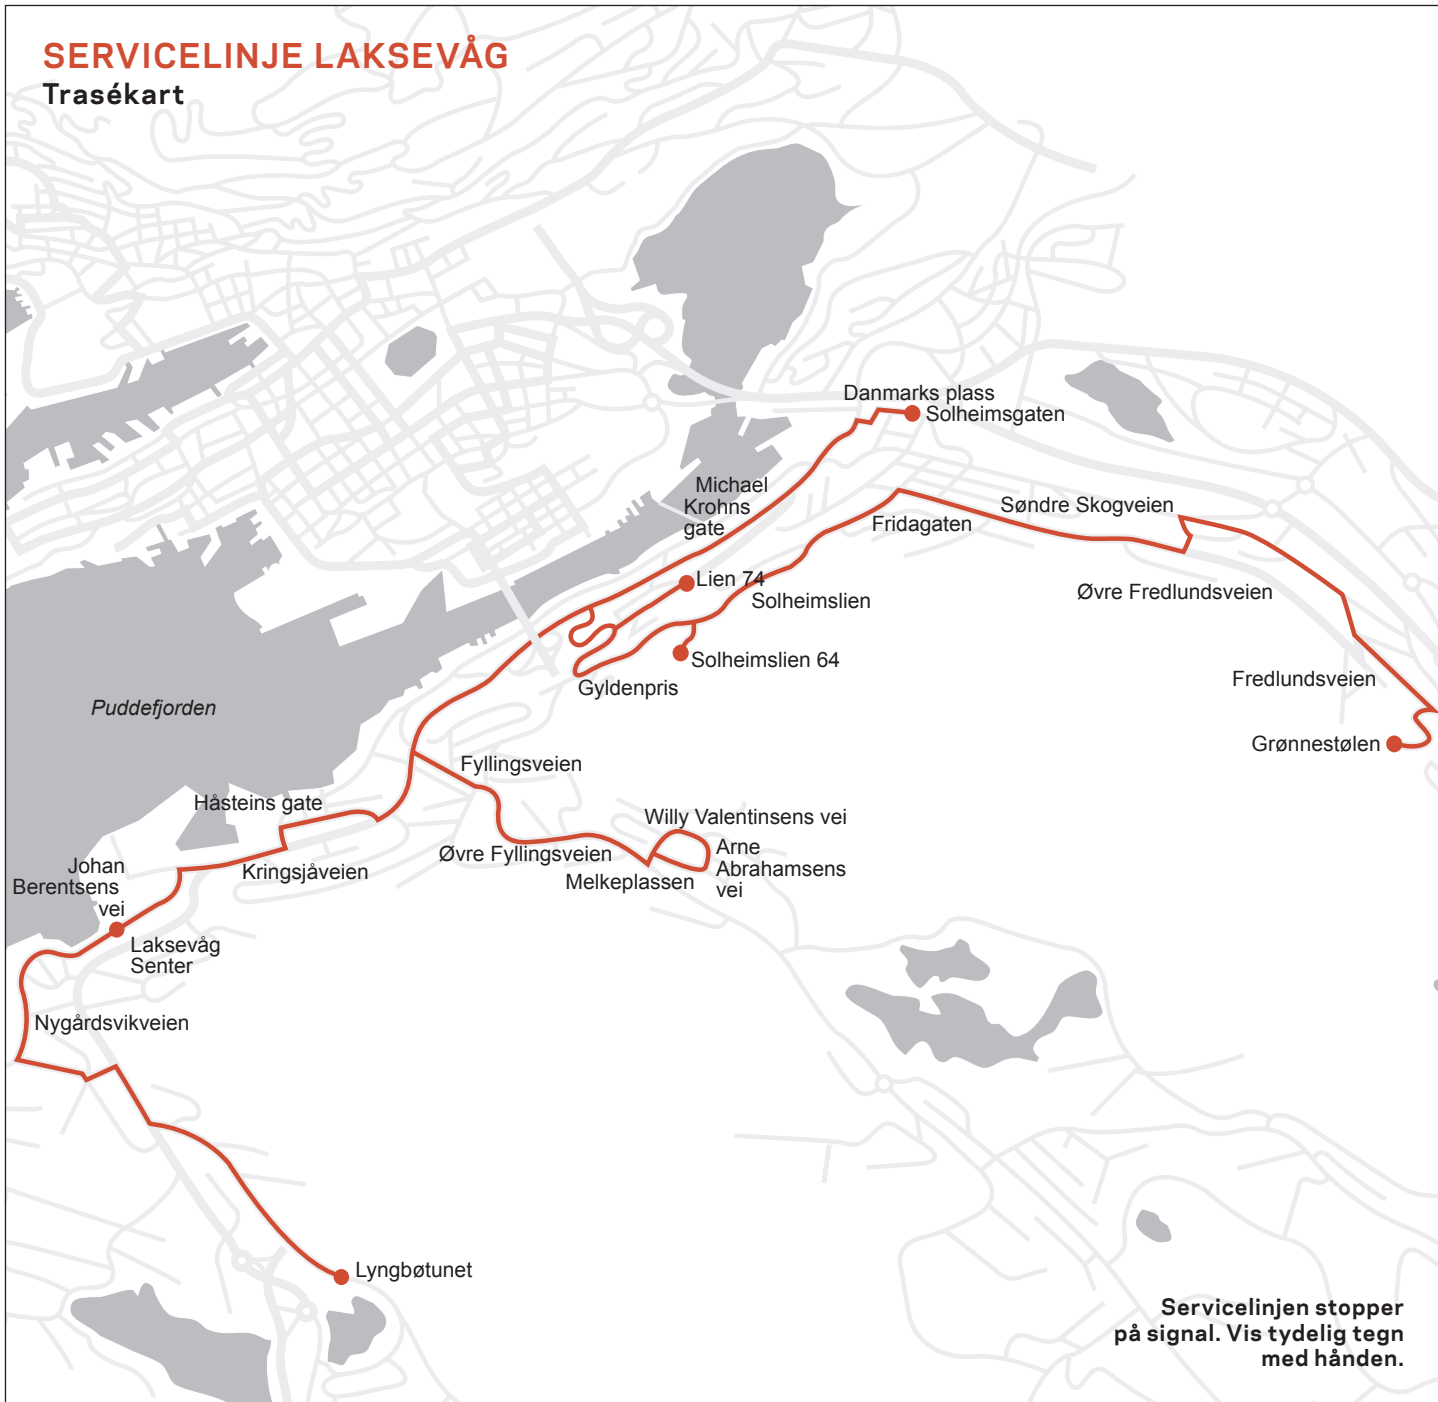 SERVICELINJE LAKSEVÅG
Trasékart
Danmarks plass
Solheimsgaten
Michael
Krohns
gate
Søndre Skogveien
Fridagaten
Lien 74
Solheimslien
Øvre Fredlundsveien
Solheimslien 64
Gyldenpris
Fredlundsveien
Puddefjorden
Grønnestølen
Fyllingsveien
Håsteins gate
Willy Valentinsens vei
Øvre Fyllingsveien
Arne
Abrahamsens
vei
Melkeplassen
Kringsjåveien
Johan
Berentsens
vei
Laksevåg
Senter
Nygårdsvikveien
Lyngbøtunet
Servicelinjen stopper
på signal. Vis tydelig tegn
med hånden.